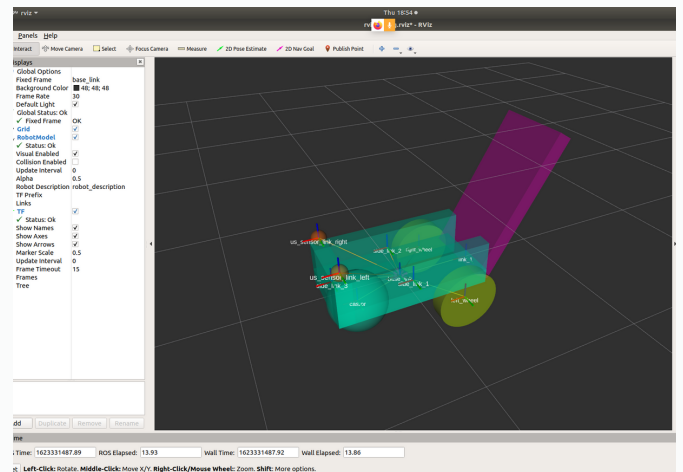 rviz
Thu 18:54
.rviz* - RViz
Panels Help
Interact Move Camera Select Focus Camera Measure 2D Pose Estimate 2D Nav Goal Publish Point
Displays
Global Options
Fixed Frame base_link
Background Color 48; 48; 48
Frame Rate 30
Default Light
Global Status: Ok
Fixed Frame OK
Grid
RobotModel
Status: Ok
Visual Enabled
Collision Enabled
Update Interval 0
Alpha 0.5
Robot Description robot_description
TF Prefix
Links
TF
Status: Ok
Show Names
Show Axes
Show Arrows
Marker Scale 0.5
Update Interval 0
Frame Timeout 15
Frames
Tree
us_sensor_link_right
side_link_2 right_wheel
link_1
us_sensor_link_left
side_link_3
side_link_1
castor
left_wheel
Add Duplicate Remove Rename
Time: 1623331487.89 ROS Elapsed: 13.93 Wall Time: 1623331487.92 Wall Elapsed: 13.86
Left-Click: Rotate. Middle-Click: Move X/Y. Right-Click/Mouse Wheel: Zoom. Shift: More options.